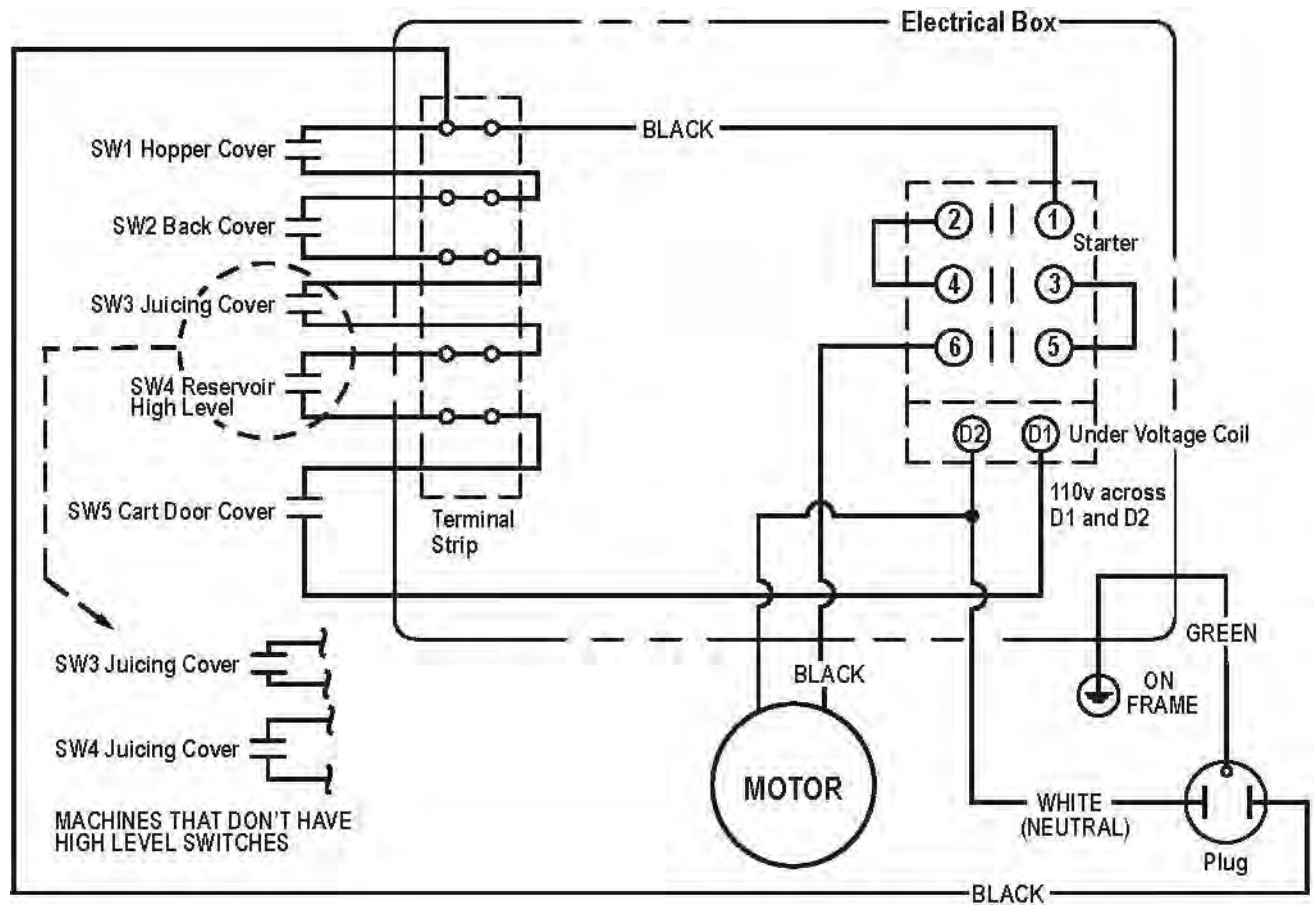 Electrical Box
BLACK
SW1 Hopper Cover
SW2 Back Cover
SW3 Juicing Cover
SW4 Reservoir
High Level
SW5 Cart Door Cover
Terminal
Strip
2
1
Starter
4
3
6
5
D2
D1
Under Voltage Coil
110v across
D1 and D2
GREEN
ON
FRAME
BLACK
MOTOR
SW3 Juicing Cover
SW4 Juicing Cover
MACHINES THAT DON'T HAVE
HIGH LEVEL SWITCHES
WHITE
(NEUTRAL)
Plug
BLACK